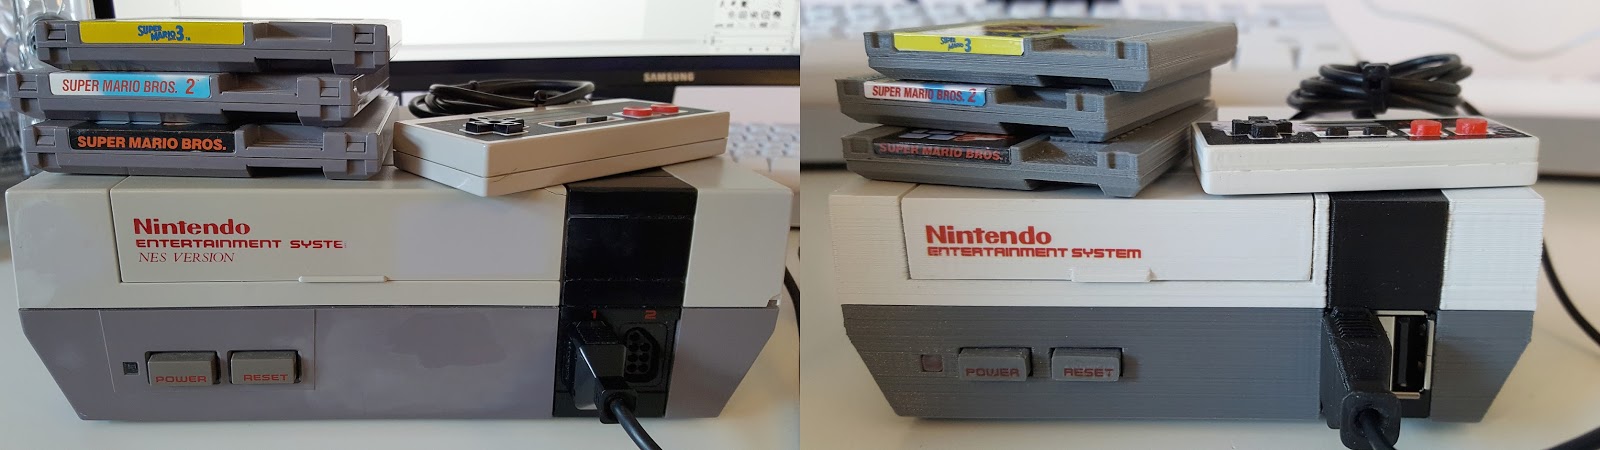 SUPER
MARIO 3™
SUPER MARIO BROS. 2
SUPER MARIO BROS.
SAMSUNG
Nintendo
ENTERTAINMENT SYSTE
NES VERSION
1 2
POWER RESET
SUPER
MARIO 3
SUPER MARIO BROS. 2
SUPER MARIO BROS.
Nintendo
ENTERTAINMENT SYSTEM
POWER RESET